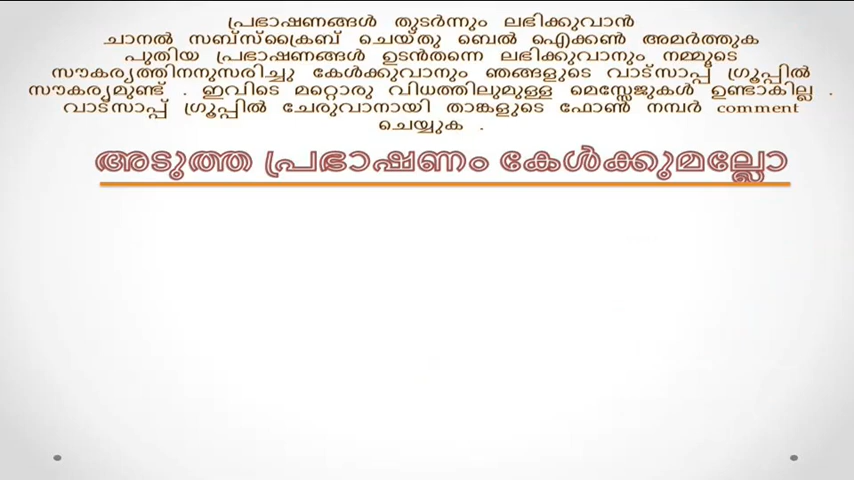 പ്രഭാഷണങ്ങൾ തുടർന്നും ലഭിക്കുവാൻ
ചാനൽ സബ്സ്ക്രൈബ് ചെയ്തു ബെൽ ഐക്കൺ അമർത്തുക
പുതിയ പ്രഭാഷണങ്ങൾ ഉടൻതന്നെ ലഭിക്കുവാനും നമ്മുടെ
സൗകര്യത്തിനനുസരിച്ചു കേൾക്കുവാനും ഞങ്ങളുടെ വാട്സാപ്പ് ഗ്രൂപ്പിൽ
സൗകര്യമുണ്ട് . ഇവിടെ മറ്റൊരു വിധത്തിലുമുള്ള മെസ്സേജുകൾ ഉണ്ടാകില്ല .
വാട്സാപ്പ് ഗ്രൂപ്പിൽ ചേരുവാനായി താങ്കളുടെ ഫോൺ നമ്പർ comment
ചെയ്യുക .
അടുത്ത പ്രഭാഷണം കേൾക്കുമല്ലോ